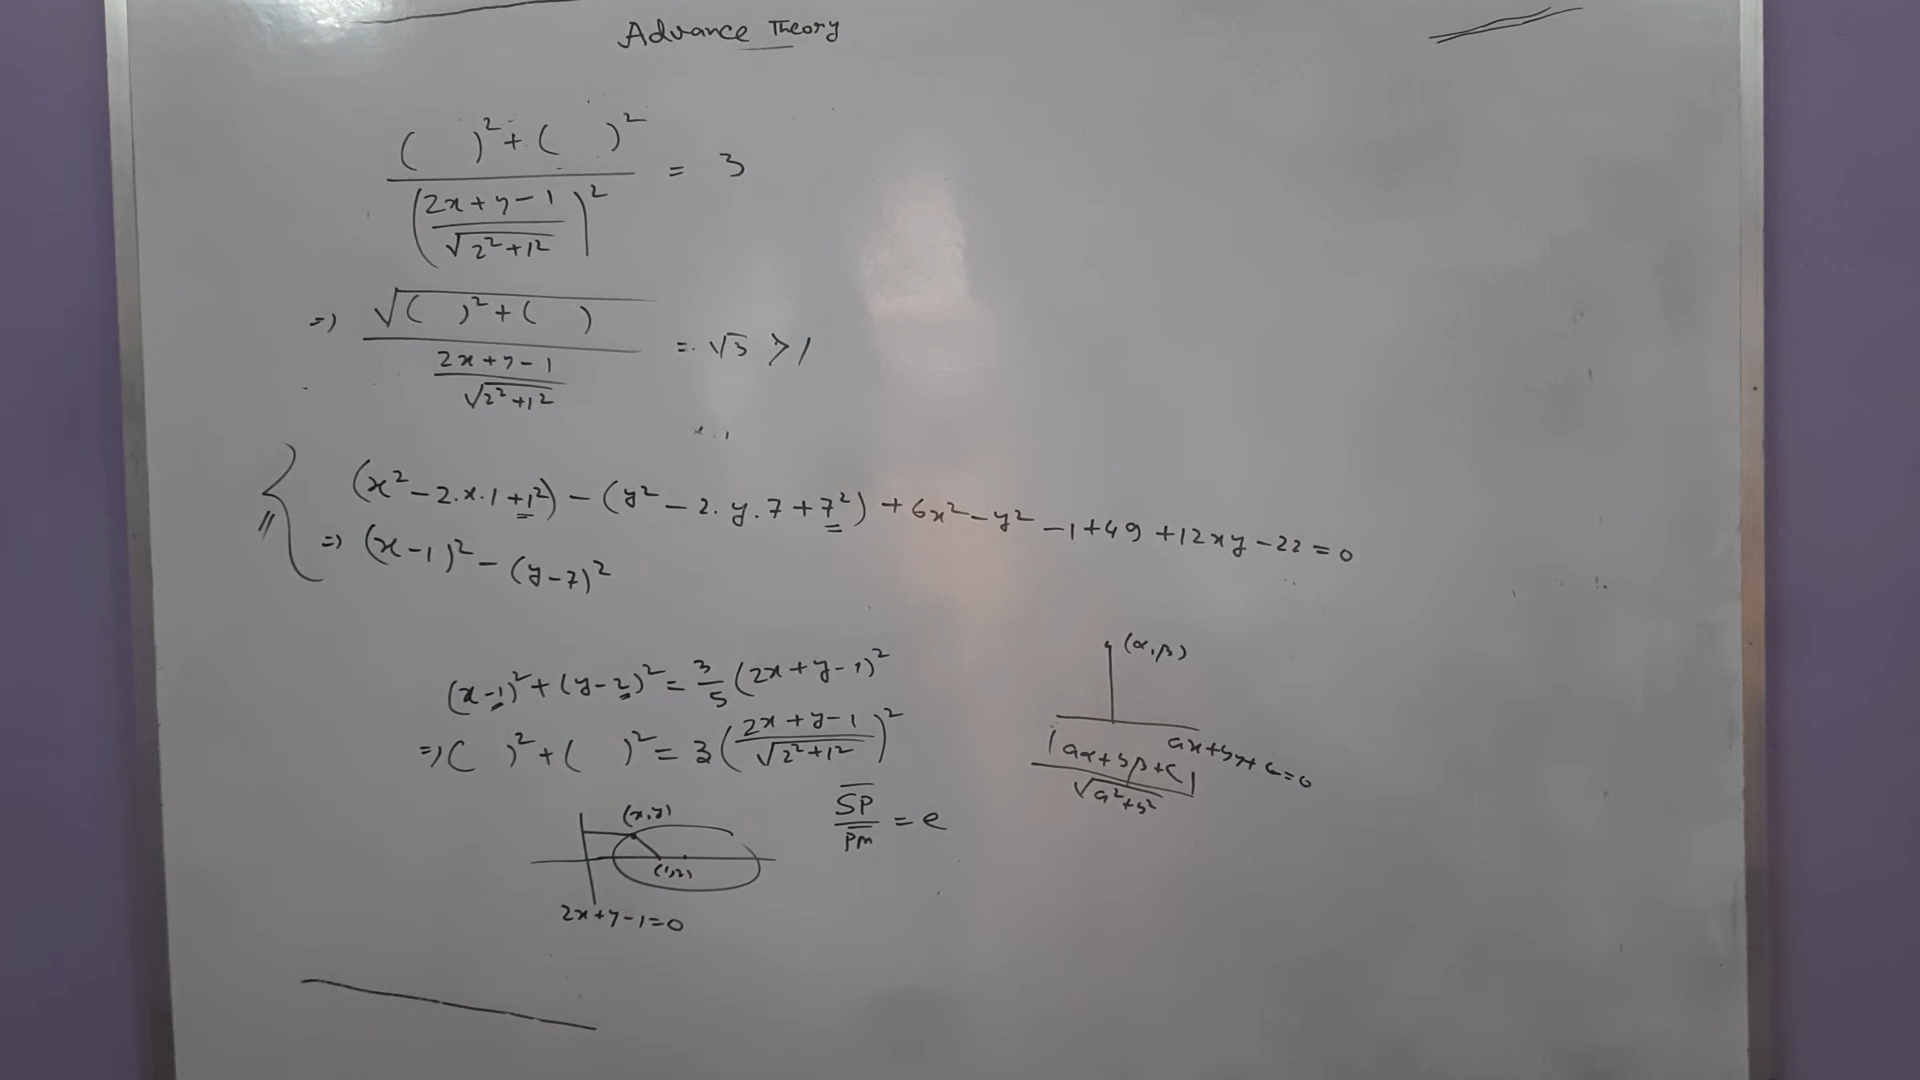 Advance Theory
( )² + ( )² / ((2x+y-1)/√(2²+1²))² = 3
⇒ √(( )² + ( )) / ((2x+y-1)/√(2²+1²)) = √3 > 1
(x² - 2.x.1 + 1²) - (y² - 2.y.7 + 7²) + 6x² - y² - 1 + 49 + 12xy - 22 = 0
⇒ (x-1)² - (y-7)²
(x-1)² + (y-2)² = 3/5 (2x+y-1)²
⇒ ( )² + ( )² = 3((2x+y-1)/√(2²+1²))²
(α,β)
ax+by+c=0
|aα+bβ+c| / √(a²+b²)
SP/PM = e
(x,y)
(1,2)
2x+y-1=0